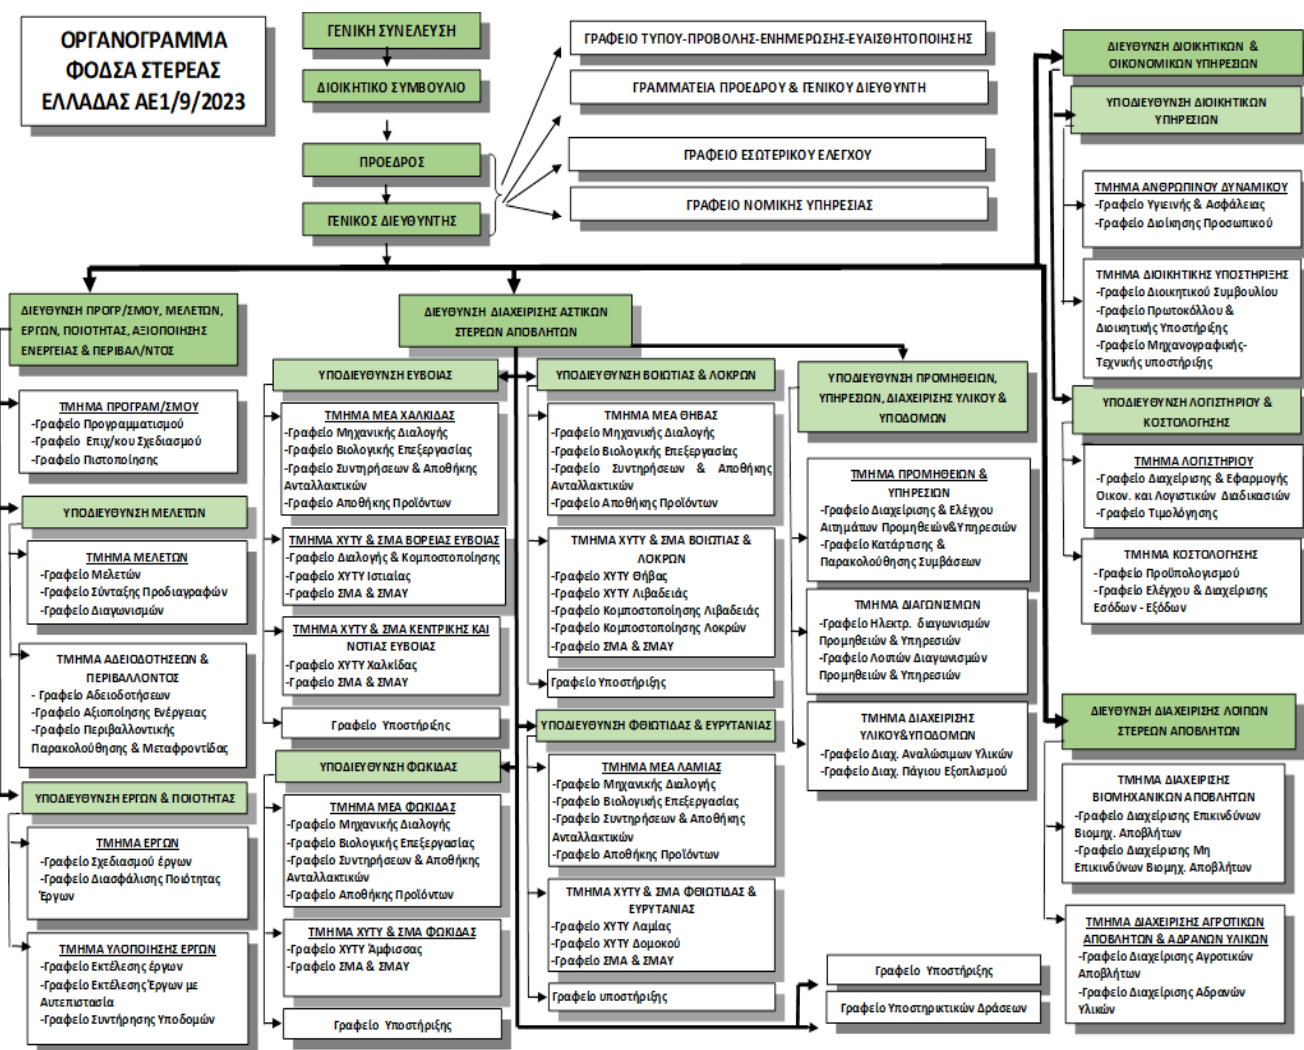 ΟΡΓΑΝΟΓΡΑΜΜΑ
ΦΟΔΣΑ ΣΤΕΡΕΑΣ
ΕΛΛΑΔΑΣ ΑΕ1/9/2023
ΓΕΝΙΚΗ ΣΥΝΕΛΕΥΣΗ
ΔΙΟΙΚΗΤΙΚΟ ΣΥΜΒΟΥΛΙΟ
ΠΡΟΕΔΡΟΣ
ΓΕΝΙΚΟΣ ΔΙΕΥΘΥΝΤΗΣ
ΓΡΑΦΕΙΟ ΤΥΠΟΥ-ΠΡΟΒΟΛΗΣ-ΕΝΗΜΕΡΩΣΗΣ-ΕΥΑΙΣΘΗΤΟΠΟΙΗΣΗΣ
ΓΡΑΜΜΑΤΕΙΑ ΠΡΟΕΔΡΟΥ & ΓΕΝΙΚΟΥ ΔΙΕΥΘΥΝΤΗ
ΓΡΑΦΕΙΟ ΕΣΩΤΕΡΙΚΟΥ ΕΛΕΓΧΟΥ
ΓΡΑΦΕΙΟ ΝΟΜΙΚΗΣ ΥΠΗΡΕΣΙΑΣ
ΔΙΕΥΘΥΝΣΗ ΠΡΟΓΡ/ΣΜΟΥ, ΜΕΛΕΤΩΝ,
ΕΡΓΩΝ, ΠΟΙΟΤΗΤΑΣ, ΑΞΙΟΠΟΙΗΣΗΣ
ΕΝΕΡΓΕΙΑΣ & ΠΕΡΙΒΑΛ/ΝΤΟΣ
ΤΜΗΜΑ ΠΡΟΓΡΑΜ/ΣΜΟΥ
-Γραφείο Προγραμματισμού
-Γραφείο Επιχ/κου Σχεδιασμού
-Γραφείο Πιστοποίησης
ΥΠΟΔΙΕΥΘΥΝΣΗ ΜΕΛΕΤΩΝ
ΤΜΗΜΑ ΜΕΛΕΤΩΝ
-Γραφείο Μελετών
-Γραφείο Σύνταξης Προδιαγραφών
-Γραφείο Διαγωνισμών
ΤΜΗΜΑ ΑΔΕΙΟΔΟΤΗΣΕΩΝ &
ΠΕΡΙΒΑΛΛΟΝΤΟΣ
- Γραφείο Αδειοδοτήσεων
-Γραφείο Αξιοποίησης Ενέργειας
-Γραφείο Περιβαλλοντικής
Παρακολούθησης & Μεταφροντίδας
ΥΠΟΔΙΕΥΘΥΝΣΗ ΕΡΓΩΝ & ΠΟΙΟΤΗΤΑΣ
ΤΜΗΜΑ ΕΡΓΩΝ
-Γραφείο Σχεδιασμού έργων
-Γραφείο Διασφάλισης Ποιότητας
Έργων
ΤΜΗΜΑ ΥΛΟΠΟΙΗΣΗΣ ΕΡΓΩΝ
-Γραφείο Εκτέλεσης έργων
-Γραφείο Εκτέλεσης Έργων με
Αυτεπιστασία
-Γραφείο Συντήρησης Υποδομών
ΔΙΕΥΘΥΝΣΗ ΔΙΑΧΕΙΡΙΣΗΣ ΑΣΤΙΚΩΝ
ΣΤΕΡΕΩΝ ΑΠΟΒΛΗΤΩΝ
ΥΠΟΔΙΕΥΘΥΝΣΗ ΕΥΒΟΙΑΣ
ΤΜΗΜΑ ΜΕΑ ΧΑΛΚΙΔΑΣ
-Γραφείο Μηχανικής Διαλογής
-Γραφείο Βιολογικής Επεξεργασίας
-Γραφείο Συντηρήσεων & Αποθήκης
Ανταλλακτικών
-Γραφείο Αποθήκης Προϊόντων
ΤΜΗΜΑ ΧΥΤΥ & ΣΜΑ ΒΟΡΕΙΑΣ ΕΥΒΟΙΑΣ
-Γραφείο Διαλογής & Κομποστοποίησης
-Γραφείο ΧΥΤΥ Ιστιαίας
-Γραφείο ΣΜΑ & ΣΜΑΥ
ΤΜΗΜΑ ΧΥΤΥ & ΣΜΑ ΚΕΝΤΡΙΚΗΣ ΚΑΙ
ΝΟΤΙΑΣ ΕΥΒΟΙΑΣ
-Γραφείο ΧΥΤΥ Χαλκίδας
-Γραφείο ΣΜΑ & ΣΜΑΥ
Γραφείο Υποστήριξης
ΥΠΟΔΙΕΥΘΥΝΣΗ ΦΩΚΙΔΑΣ
ΤΜΗΜΑ ΜΕΑ ΦΩΚΙΔΑΣ
-Γραφείο Μηχανικής Διαλογής
-Γραφείο Βιολογικής Επεξεργασίας
-Γραφείο Συντηρήσεων & Αποθήκης
Ανταλλακτικών
-Γραφείο Αποθήκης Προϊόντων
ΤΜΗΜΑ ΧΥΤΥ & ΣΜΑ ΦΩΚΙΔΑΣ
-Γραφείο ΧΥΤΥ Άμφισσας
-Γραφείο ΣΜΑ & ΣΜΑΥ
Γραφείο Υποστήριξης
ΥΠΟΔΙΕΥΘΥΝΣΗ ΒΟΙΩΤΙΑΣ & ΛΟΚΡΩΝ
ΤΜΗΜΑ ΜΕΑ ΘΗΒΑΣ
-Γραφείο Μηχανικής Διαλογής
-Γραφείο Βιολογικής Επεξεργασίας
-Γραφείο Συντηρήσεων & Αποθήκης
Ανταλλακτικών
-Γραφείο Αποθήκης Προϊόντων
ΤΜΗΜΑ ΧΥΤΥ & ΣΜΑ ΒΟΙΩΤΙΑΣ &
ΛΟΚΡΩΝ
-Γραφείο ΧΥΤΥ Θήβας
-Γραφείο ΧΥΤΥ Λιβαδειάς
-Γραφείο Κομποστοποίησης Λιβαδειάς
-Γραφείο Κομποστοποίησης Λοκρών
-Γραφείο ΣΜΑ & ΣΜΑΥ
Γραφείο Υποστήριξης
ΥΠΟΔΙΕΥΘΥΝΣΗ ΦΘΙΩΤΙΔΑΣ & ΕΥΡΥΤΑΝΙΑΣ
ΤΜΗΜΑ ΜΕΑ ΛΑΜΙΑΣ
-Γραφείο Μηχανικής Διαλογής
-Γραφείο Βιολογικής Επεξεργασίας
-Γραφείο Συντηρήσεων & Αποθήκης
Ανταλλακτικών
-Γραφείο Αποθήκης Προϊόντων
ΤΜΗΜΑ ΧΥΤΥ & ΣΜΑ ΦΘΙΩΤΙΔΑΣ &
ΕΥΡΥΤΑΝΙΑΣ
-Γραφείο ΧΥΤΥ Λαμίας
-Γραφείο ΧΥΤΥ Δομοκού
-Γραφείο ΣΜΑ & ΣΜΑΥ
Γραφείο υποστήριξης
ΥΠΟΔΙΕΥΘΥΝΣΗ ΠΡΟΜΗΘΕΙΩΝ,
ΥΠΗΡΕΣΙΩΝ, ΔΙΑΧΕΙΡΙΣΗΣ ΥΛΙΚΟΥ &
ΥΠΟΔΟΜΩΝ
ΤΜΗΜΑ ΠΡΟΜΗΘΕΙΩΝ &
ΥΠΗΡΕΣΙΩΝ
-Γραφείο Διαχείρισης & Ελέγχου
Αιτημάτων Προμηθειών&Υπηρεσιών
-Γραφείο Κατάρτισης &
Παρακολούθησης Συμβάσεων
ΤΜΗΜΑ ΔΙΑΓΩΝΙΣΜΩΝ
-Γραφείο Ηλεκτρ. διαγωνισμών
Προμηθειών & Υπηρεσιών
-Γραφείο Λοιπών Διαγωνισμών
Προμηθειών & Υπηρεσιών
ΤΜΗΜΑ ΔΙΑΧΕΙΡΙΣΗΣ
ΥΛΙΚΟΥ&ΥΠΟΔΟΜΩΝ
-Γραφείο Διαχ. Αναλώσιμων Υλικών
-Γραφείο Διαχ. Πάγιου Εξοπλισμού
Γραφείο Υποστήριξης
Γραφείο Υποστηρικτικών Δράσεων
ΔΙΕΥΘΥΝΣΗ ΔΙΟΙΚΗΤΙΚΩΝ &
ΟΙΚΟΝΟΜΙΚΩΝ ΥΠΗΡΕΣΙΩΝ
ΥΠΟΔΙΕΥΘΥΝΣΗ ΔΙΟΙΚΗΤΙΚΩΝ
ΥΠΗΡΕΣΙΩΝ
ΤΜΗΜΑ ΑΝΘΡΩΠΙΝΟΥ ΔΥΝΑΜΙΚΟΥ
-Γραφείο Υγιεινής & Ασφάλειας
-Γραφείο Διοίκησης Προσωπικού
ΤΜΗΜΑ ΔΙΟΙΚΗΤΙΚΗΣ ΥΠΟΣΤΗΡΙΞΗΣ
-Γραφείο Διοικητικού Συμβουλίου
-Γραφείο Πρωτοκόλλου &
Διοικητικής Υποστήριξης
-Γραφείο Μηχανογραφικής-
Τεχνικής υποστήριξης
ΥΠΟΔΙΕΥΘΥΝΣΗ ΛΟΓΙΣΤΗΡΙΟΥ &
ΚΟΣΤΟΛΟΓΗΣΗΣ
ΤΜΗΜΑ ΛΟΓΙΣΤΗΡΙΟΥ
-Γραφείο Διαχείρισης & Εφαρμογής
Οικον. και Λογιστικών Διαδικασιών
-Γραφείο Τιμολόγησης
ΤΜΗΜΑ ΚΟΣΤΟΛΟΓΗΣΗΣ
-Γραφείο Προϋπολογισμού
-Γραφείο Ελέγχου & Διαχείρισης
Εσόδων - Εξόδων
ΔΙΕΥΘΥΝΣΗ ΔΙΑΧΕΙΡΙΣΗΣ ΛΟΙΠΩΝ
ΣΤΕΡΕΩΝ ΑΠΟΒΛΗΤΩΝ
ΤΜΗΜΑ ΔΙΑΧΕΙΡΙΣΗΣ
ΒΙΟΜΗΧΑΝΙΚΩΝ ΑΠΟΒΛΗΤΩΝ
-Γραφείο Διαχείρισης Επικινδύνων
Βιομηχ. Αποβλήτων
-Γραφείο Διαχείρισης Μη
Επικινδύνων Βιομηχ. Αποβλήτων
ΤΜΗΜΑ ΔΙΑΧΕΙΡΙΣΗΣ ΑΓΡΟΤΙΚΩΝ
ΑΠΟΒΛΗΤΩΝ & ΑΔΡΑΝΩΝ ΥΛΙΚΩΝ
-Γραφείο Διαχείρισης Αγροτικών
Αποβλήτων
-Γραφείο Διαχείρισης Αδρανών
Υλικών